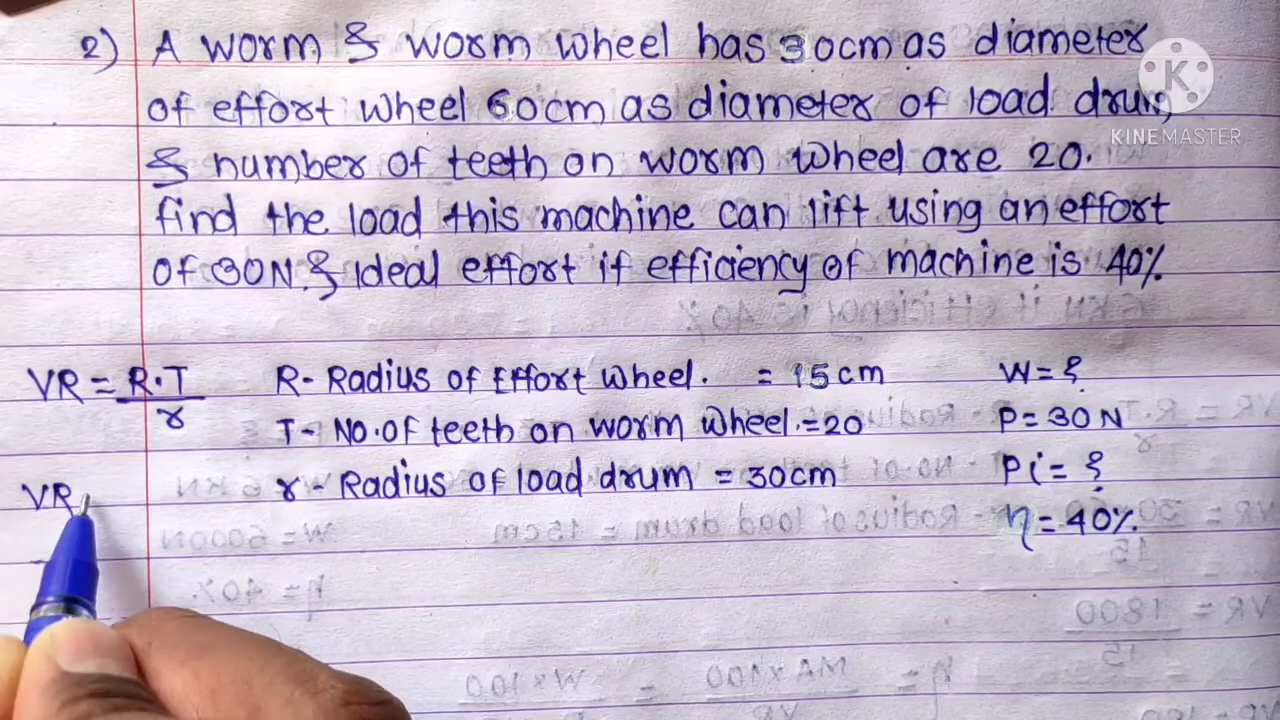 2) A worm & worm wheel has 30cm as diameter
of effort wheel 60cm as diameter of load drum
& number of teeth on worm wheel are 20.
find the load this machine can lift using an effort
of 30N. & Ideal effort if efficiency of machine is 40%
KINEMASTER
VR = R.T / r
R - Radius of Effort wheel. = 15 cm
W = ?
T - No. of teeth on worm wheel. = 20
P = 30 N
VR
r - Radius of load drum = 30cm
Pi = ?
η = 40%.